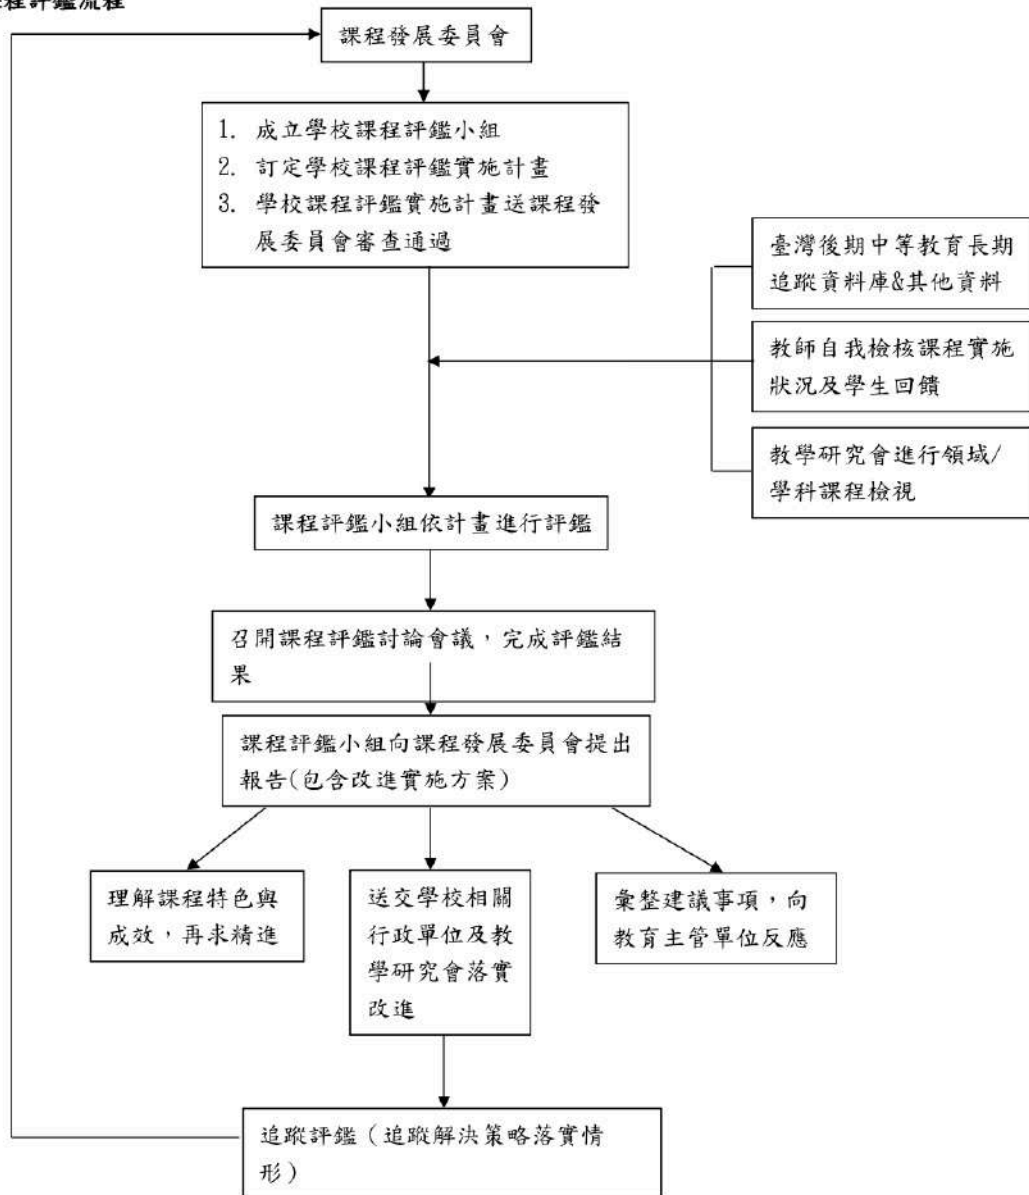 程評鑑流程
課程發展委員會
1. 成立學校課程評鑑小組
2. 訂定學校課程評鑑實施計畫
3. 學校課程評鑑實施計畫送課程發
展委員會審查通過
臺灣後期中等教育長期
追蹤資料庫&其他資料
教師自我檢核課程實施
狀況及學生回饋
教學研究會進行領域/
學科課程檢視
課程評鑑小組依計畫進行評鑑
召開課程評鑑討論會議，完成評鑑結
果
課程評鑑小組向課程發展委員會提出
報告(包含改進實施方案)
理解課程特色與
成效，再求精進
送交學校相關
行政單位及教
學研究會落實
改進
彙整建議事項，向
教育主管單位反應
追蹤評鑑（追蹤解決策略落實情
形）